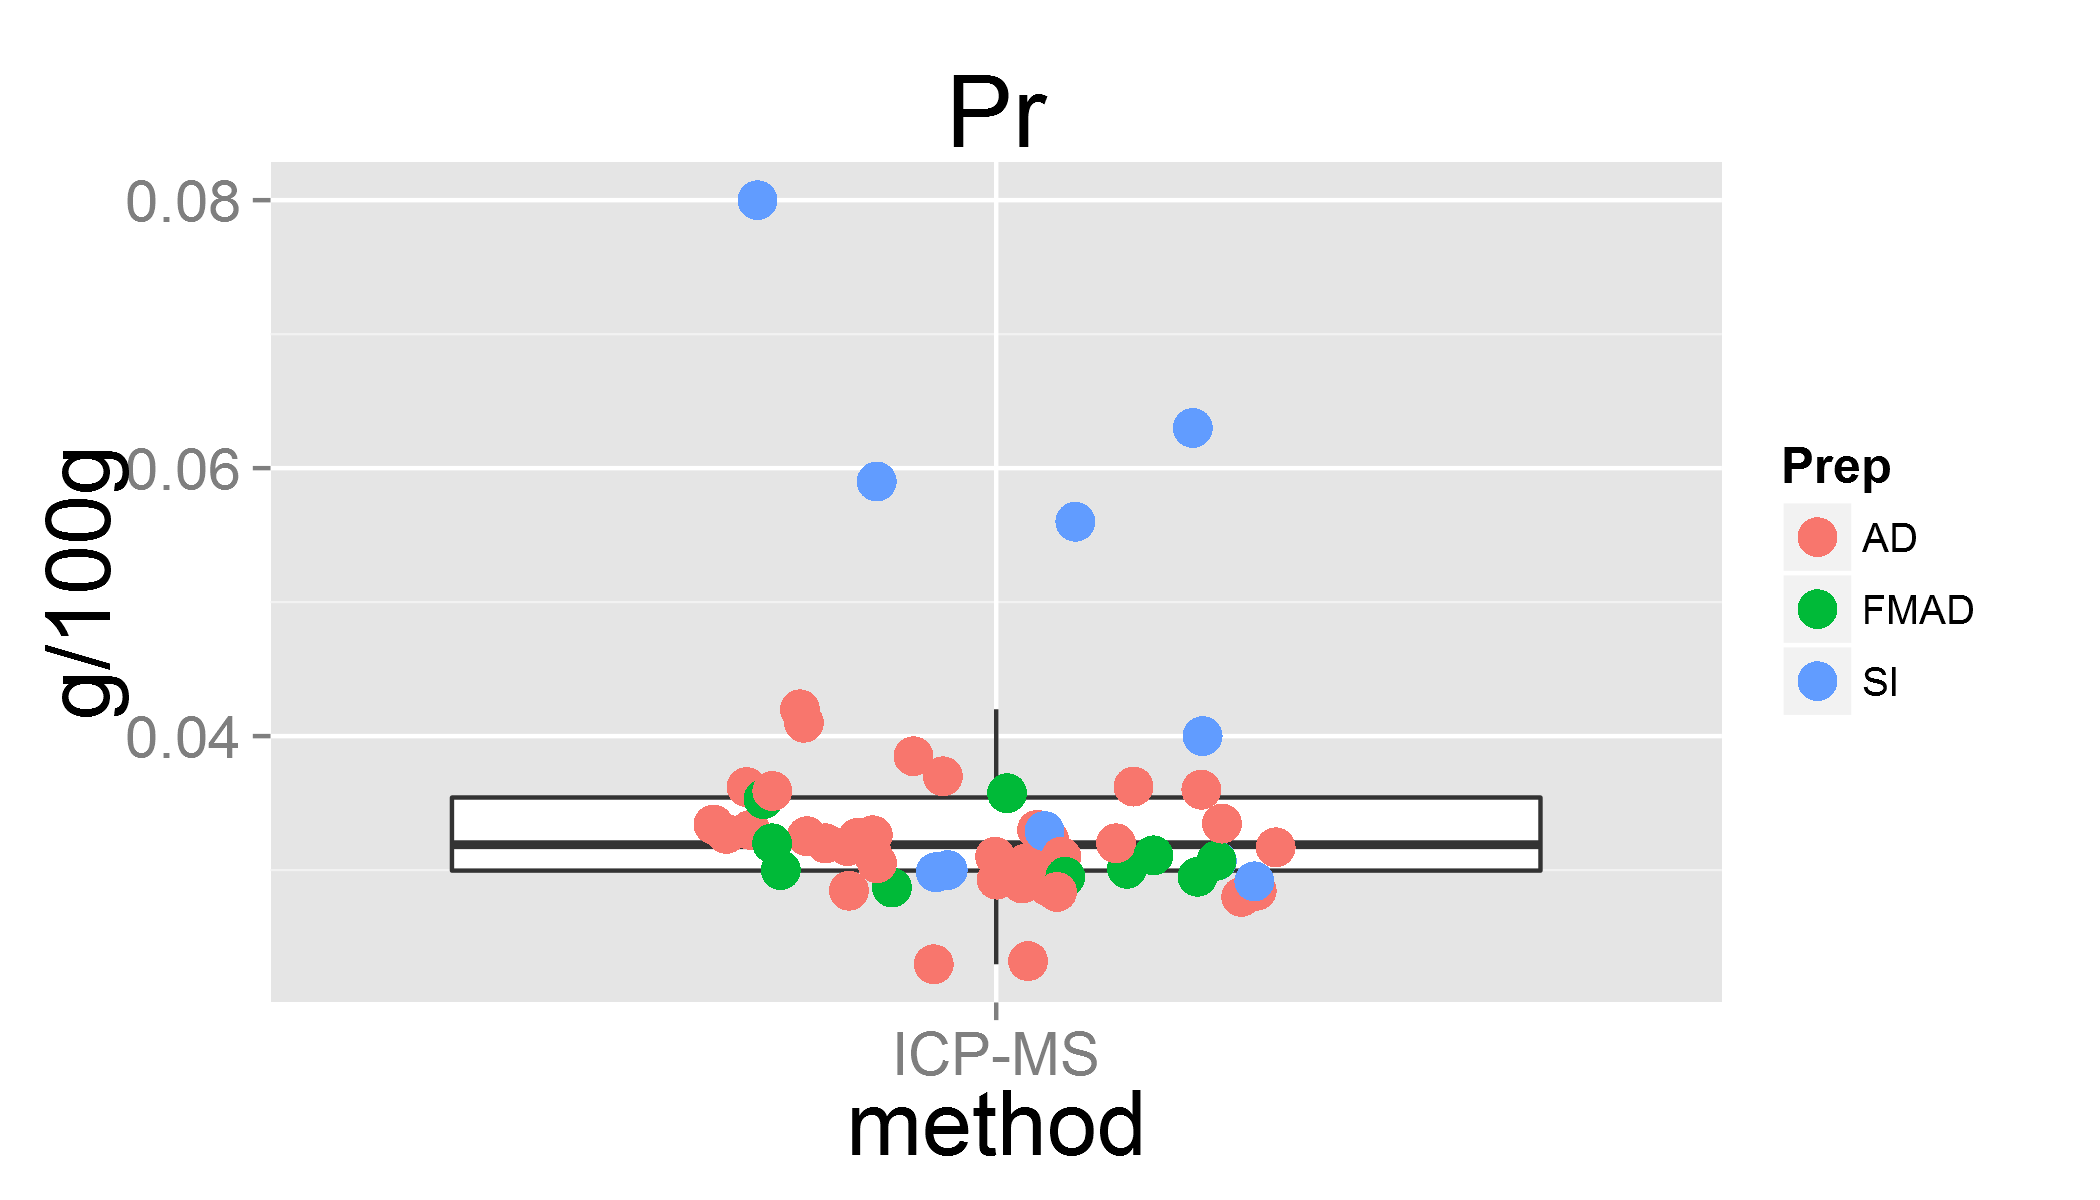 Pr
g/100g
0.08
0.06
0.04
ICP-MS
method
Prep
AD
FMAD
SI